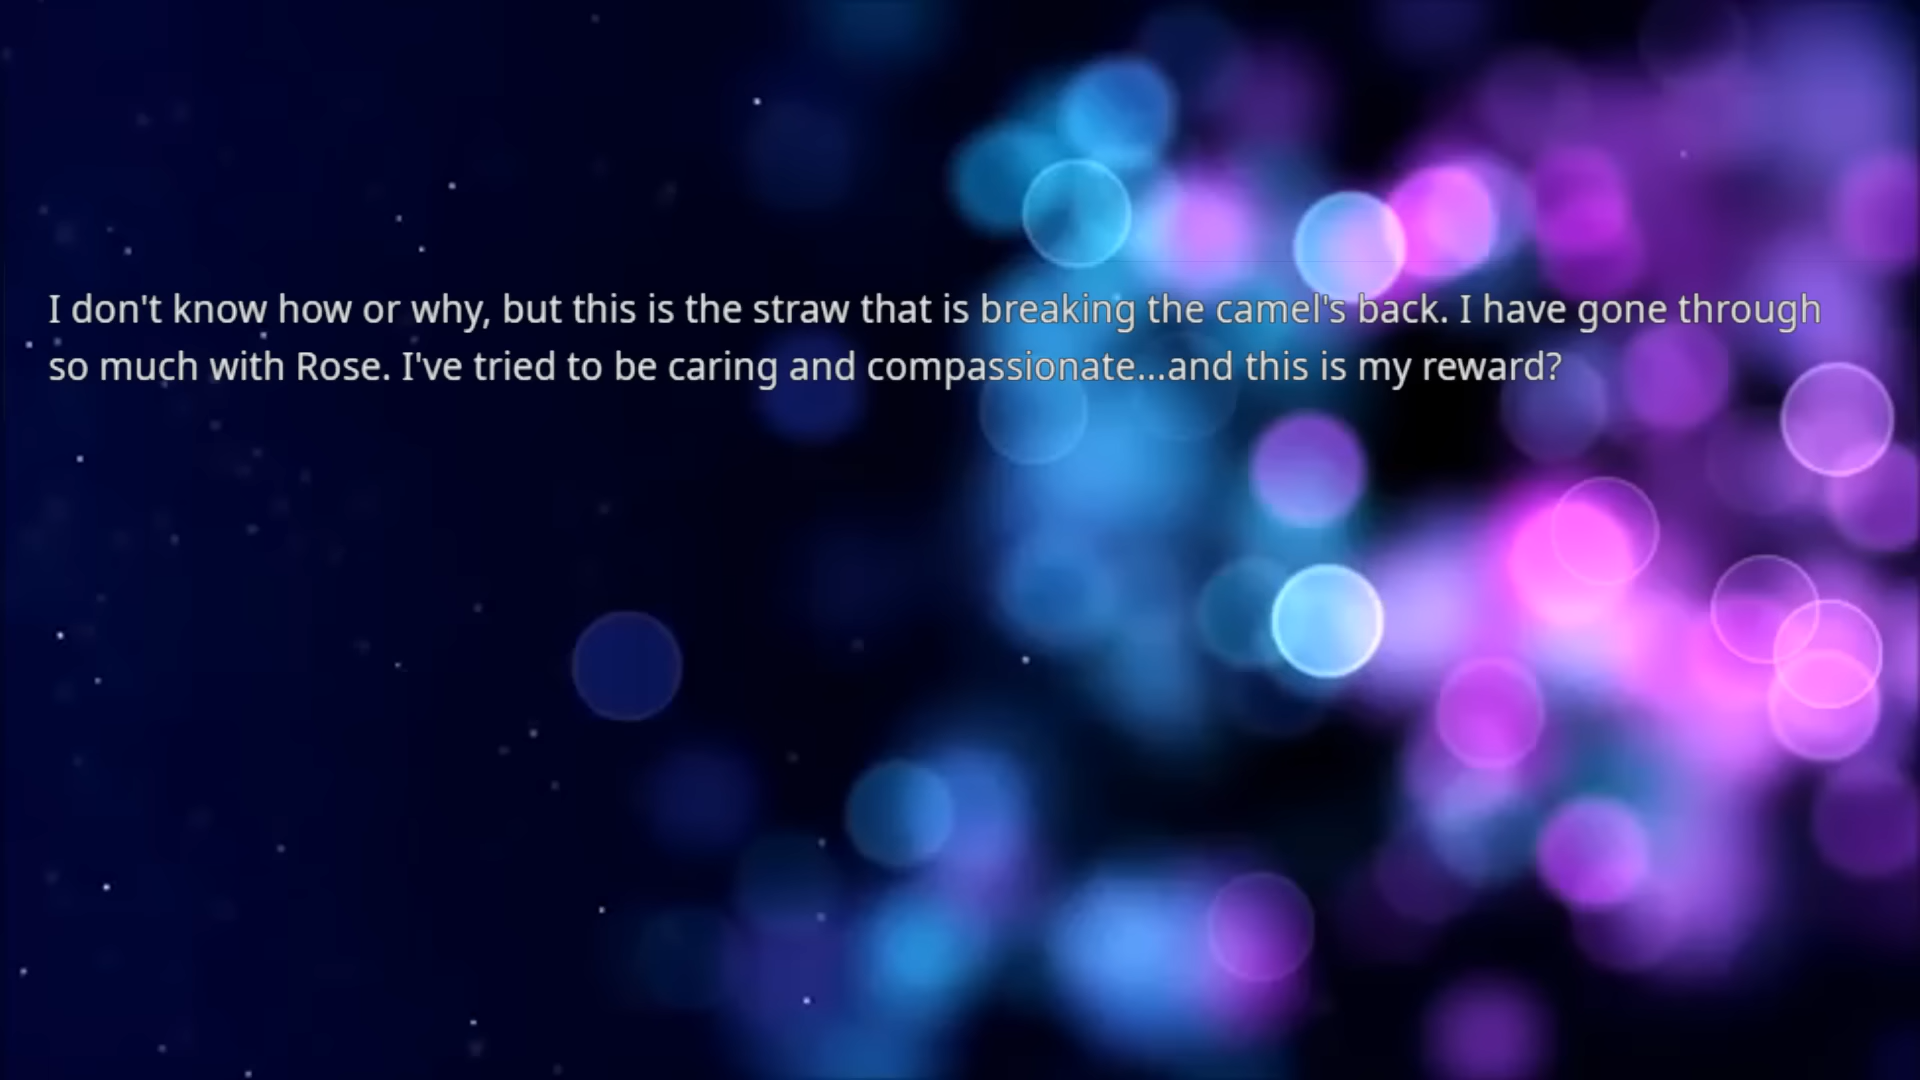 I don't know how or why, but this is the straw that is breaking the camel's back. I have gone through
so much with Rose. I've tried to be caring and compassionate...and this is my reward?